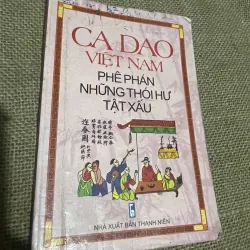 CA DAO
VIỆT NAM
PHÊ PHÁN
NHỮNG THÓI HƯ
TẬT XẤU
NHÀ XUẤT BẢN THANH NIÊN